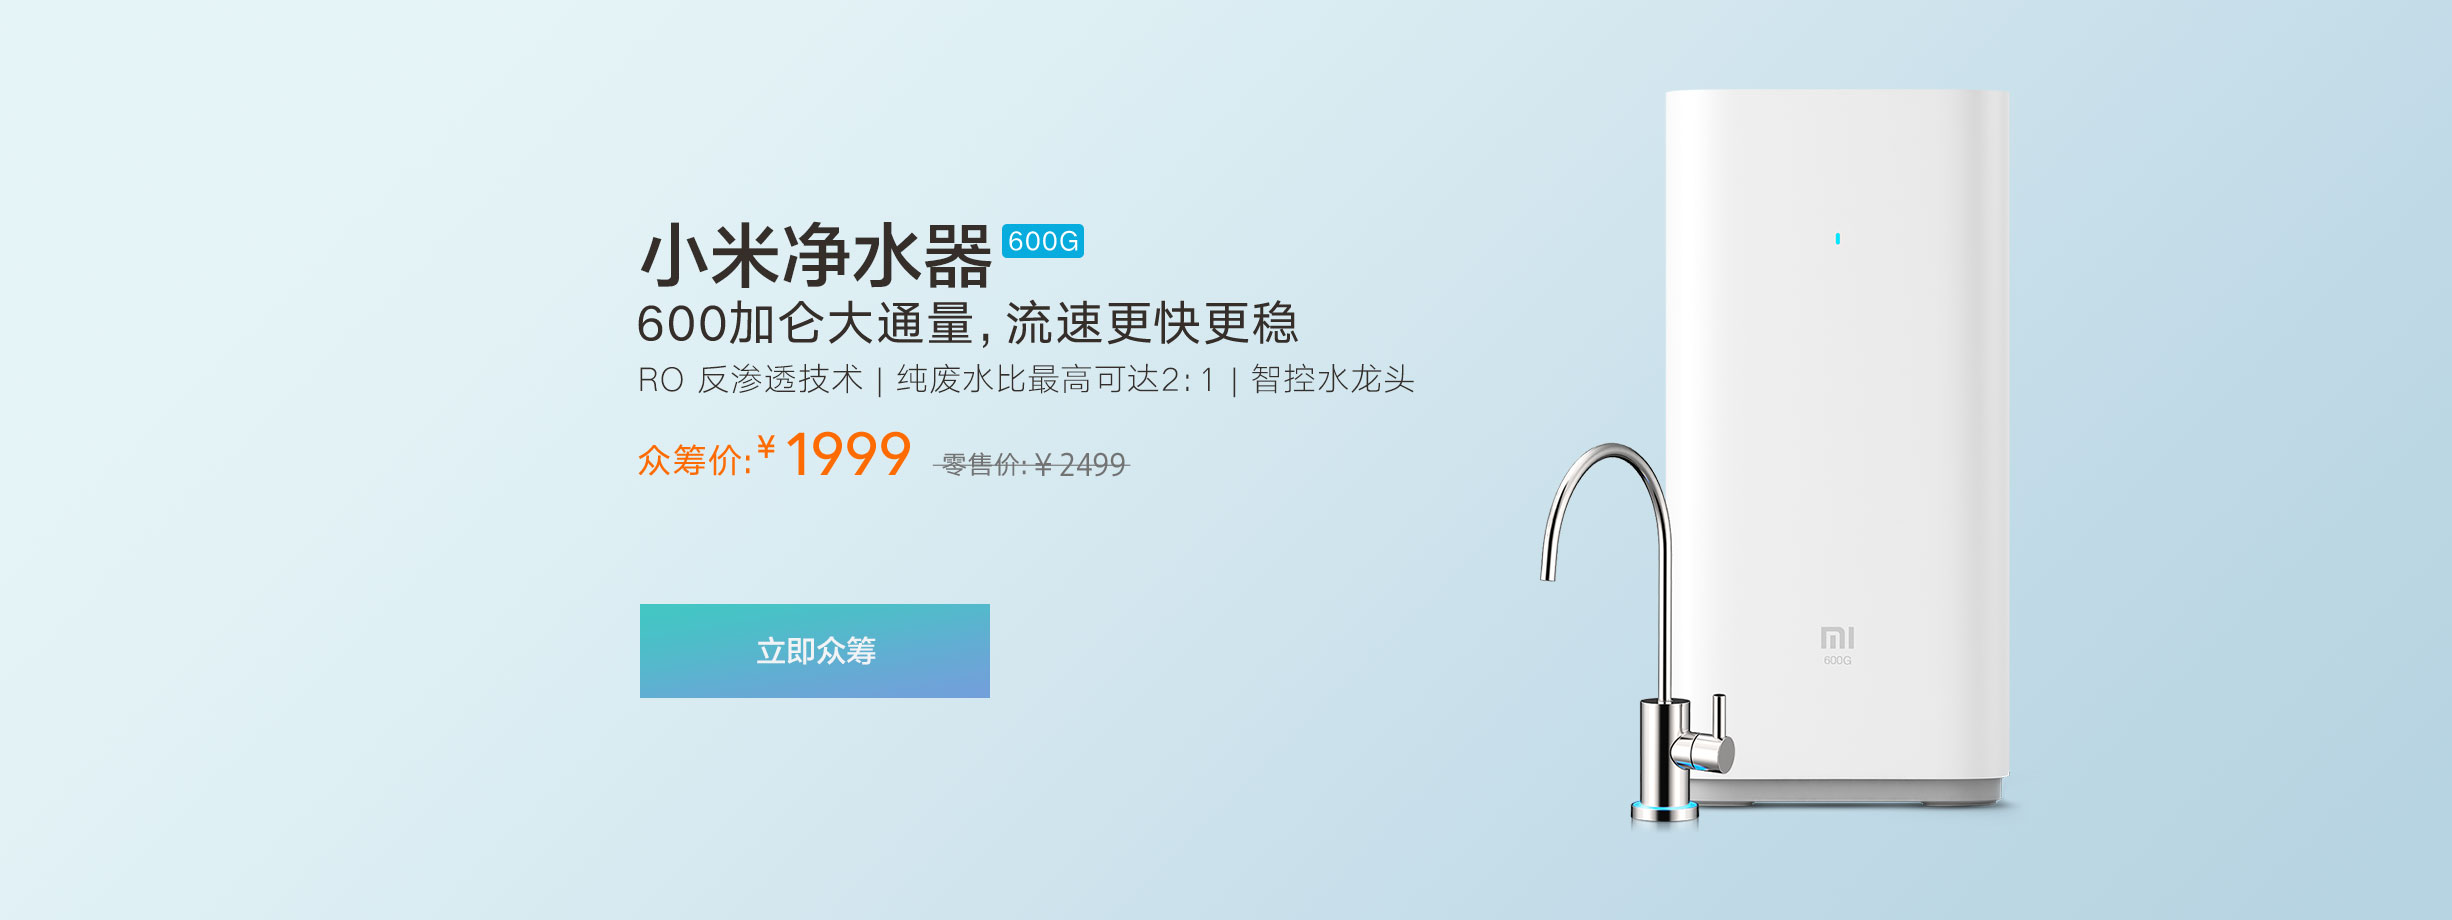 小米净水器 600G
600加仑大通量，流速更快更稳
RO 反渗透技术 | 纯废水比最高可达2:1 | 智控水龙头
众筹价:¥1999 零售价:¥2499
立即众筹
mi
600G